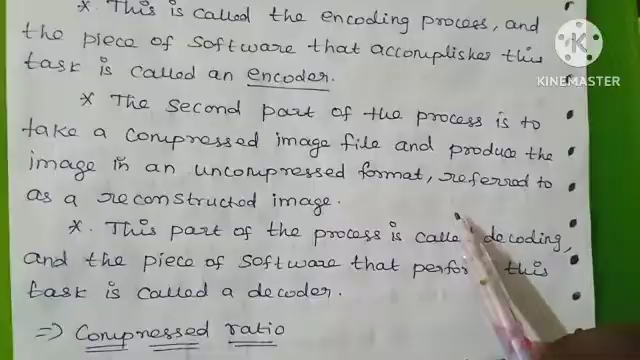 * . This is called the encoding process, and
the piece of software that accomplishes this
task is called an encoder.
* The second part of the process is to
take a compressed image file and produce the
image in an uncompressed format, referred to
as a reconstructed image.
* . This part of the process is called decoding,
and the piece of software that perform this
task is called a decoder.
=> Compressed ratio
K
KINEMASTER